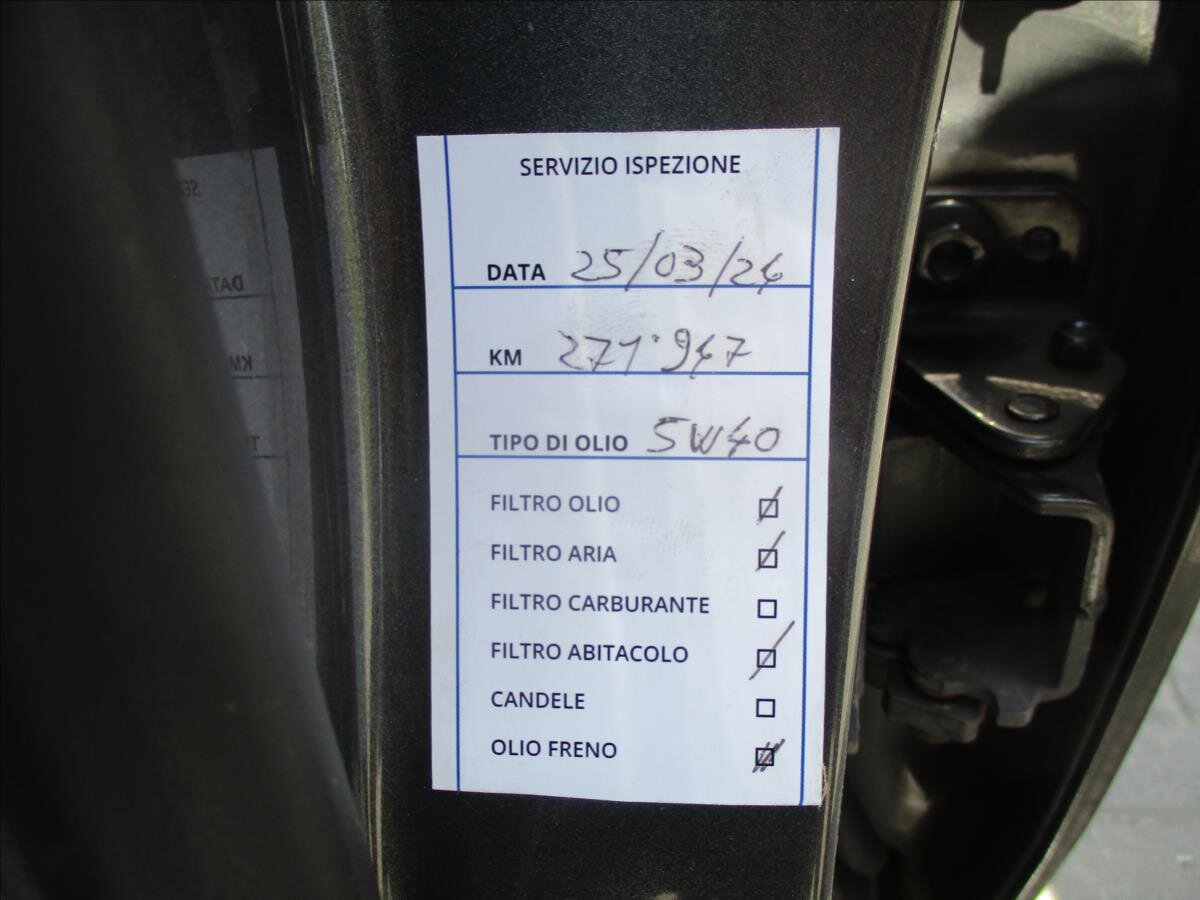 SERVIZIO ISPEZIONE
DATA 25/03/24
KM 271·947
TIPO DI OLIO 5W40
FILTRO OLIO
FILTRO ARIA
FILTRO CARBURANTE
FILTRO ABITACOLO
CANDELE
OLIO FRENO